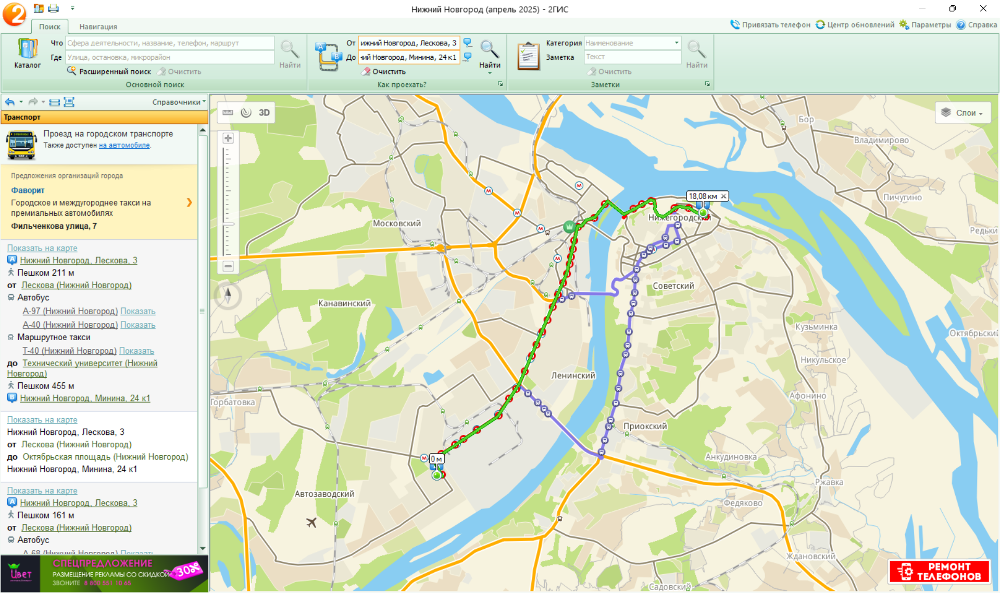 Нижний Новгород (апрель 2025) - 2ГИС
Поиск
Навигация
Привязать телефон
Центр обновлений
Параметры
Справка
Каталог
Что
Сфера деятельности, название, телефон, маршрут
Где
Улица, остановка, микрорайон
Найти
Расширенный поиск
Очистить
Основной поиск
От
ижний Новгород, Лескова, 3
До
ний Новгород, Минина, 24 к1
Найти
Очистить
Как проехать?
Категория
Наименование
Заметка
Текст
Найти
Очистить
Заметки
Справочники
Транспорт
Проезд на городском транспорте
Также доступен на автомобиле.
Предложения организаций города
Фаворит
Городское и междугороднее такси на
премиальных автомобилях
Фильченкова улица, 7
Показать на карте
A Нижний Новгород, Лескова, 3
Пешком 211 м
от Лескова (Нижний Новгород)
Автобус
А-97 (Нижний Новгород) Показать
А-40 (Нижний Новгород) Показать
Маршрутное такси
Т-40 (Нижний Новгород) Показать
до Технический университет (Нижний
Новгород)
Пешком 455 м
B Нижний Новгород, Минина, 24 к1
Показать на карте
Нижний Новгород, Лескова, 3
от Лескова (Нижний Новгород)
до Октябрьская площадь (Нижний Новгород)
Нижний Новгород, Минина, 24 к1
Показать на карте
A Нижний Новгород, Лескова, 3
Пешком 161 м
от Лескова (Нижний Новгород)
Автобус
А-68 (Нижний Новгород) Показать
Цвет
СПЕЦПРЕДЛОЖЕНИЕ
РАЗМЕЩЕНИЕ РЕКЛАМЫ СО СКИДКОЙ
30%
ЗВОНИТЕ 8 800 551 10 65
3D
Слои
Бор
Владимирово
Пичугино
18,08 км
Нижегородский
Московский
Редьки
Советский
Канавинский
Кузьминка
Октябрьский
Никульское
Ленинский
Горбатовка
Афонино
Приокский
0 м
Анкудиновка
Ржавка
Автозаводский
Федяково
Ждановский
Садовский
РЕМОНТ
ТЕЛЕФОНОВ